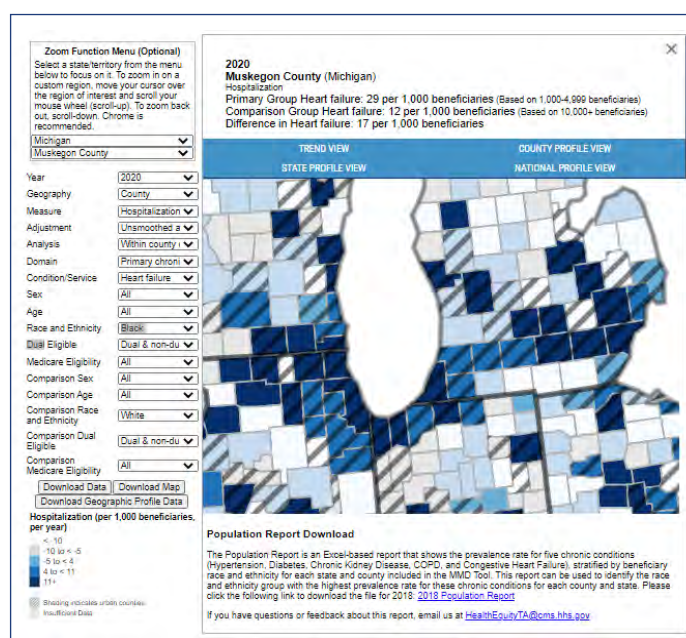 Zoom Function Menu (Optional)
Select a state/territory from the menu
below to focus on it. To zoom in on a
custom region, move your cursor over
the region of interest and scroll your
mouse wheel (scroll-up). To zoom back
out, scroll-down. Chrome is
recommended.
Michigan
Muskegon County
Year 2020
Geography County
Measure Hospitalization
Adjustment Unsmoothed a
Analysis Within county
Domain Primary chroni
Condition/Service Heart failure
Sex All
Age All
Race and Ethnicity Black
Dual Eligible Dual & non-du
Medicare Eligibility All
Comparison Sex All
Comparison Age All
Comparison Race
and Ethnicity White
Comparison Dual
Eligible Dual & non-du
Comparison
Medicare Eligibility All
Download Data Download Map
Download Geographic Profile Data
Hospitalization (per 1,000 beneficiaries,
per year)
< -10
-10 to < -5
-5 to < 4
4 to < 11
11+
Shading indicates urban counties.
Insufficient Data
2020
Muskegon County (Michigan)
Hospitalization
Primary Group Heart failure: 29 per 1,000 beneficiaries (Based on 1,000-4,999 beneficiaries)
Comparison Group Heart failure: 12 per 1,000 beneficiaries (Based on 10,000+ beneficiaries)
Difference in Heart failure: 17 per 1,000 beneficiaries
TREND VIEW COUNTY PROFILE VIEW
STATE PROFILE VIEW NATIONAL PROFILE VIEW
Population Report Download
The Population Report is an Excel-based report that shows the prevalence rate for five chronic conditions
(Hypertension, Diabetes, Chronic Kidney Disease, COPD, and Congestive Heart Failure), stratified by beneficiary
race and ethnicity for each state and county included in the MMD Tool. This report can be used to identify the race
and ethnicity group with the highest prevalence rate for these chronic conditions for each county and state. Please
click the following link to download the file for 2018: 2018 Population Report
If you have questions or feedback about this report, email us at HealthEquityTA@cms.hhs.gov